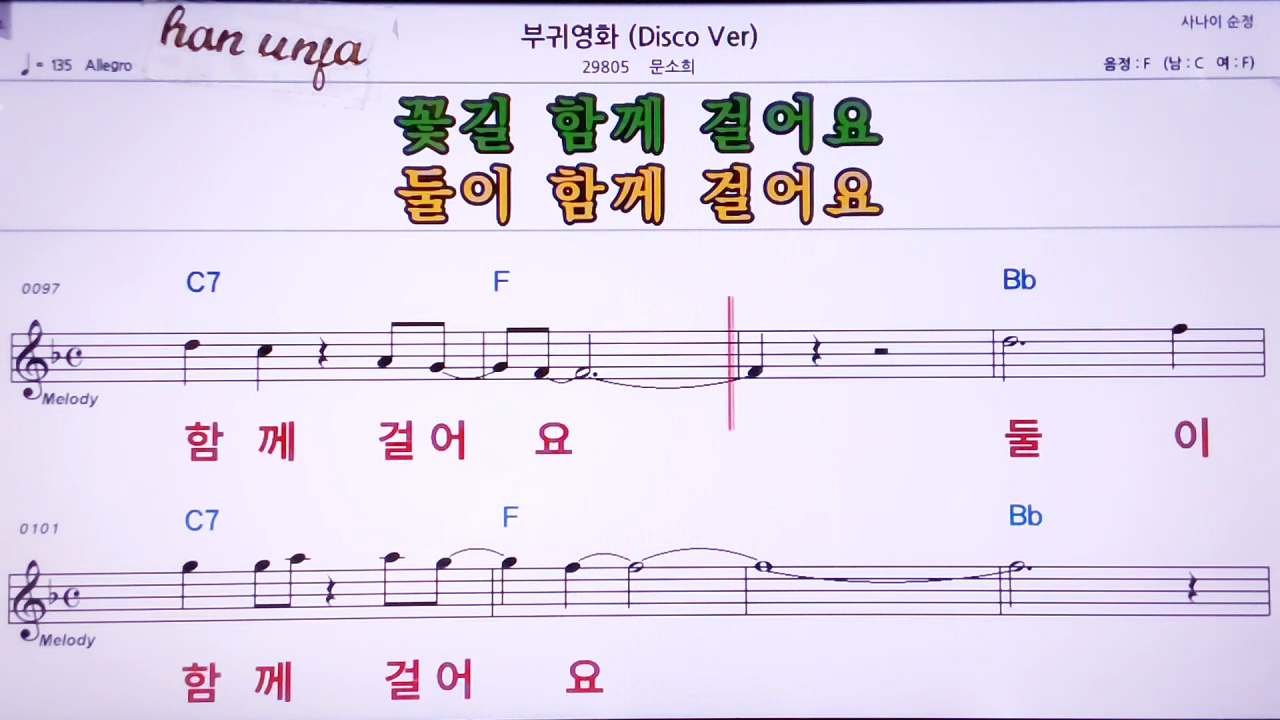 han unfa
부귀영화 (Disco Ver)
사나이 순정
♩= 135 Allegro
29805 문소희
음정 : F (남 : C 여 : F)
꽃길 함께 걸어요
둘이 함께 걸어요
0097 C7 F Bb
Melody
함 께 걸 어 요 둘 이
0101 C7 F Bb
Melody
함 께 걸 어 요